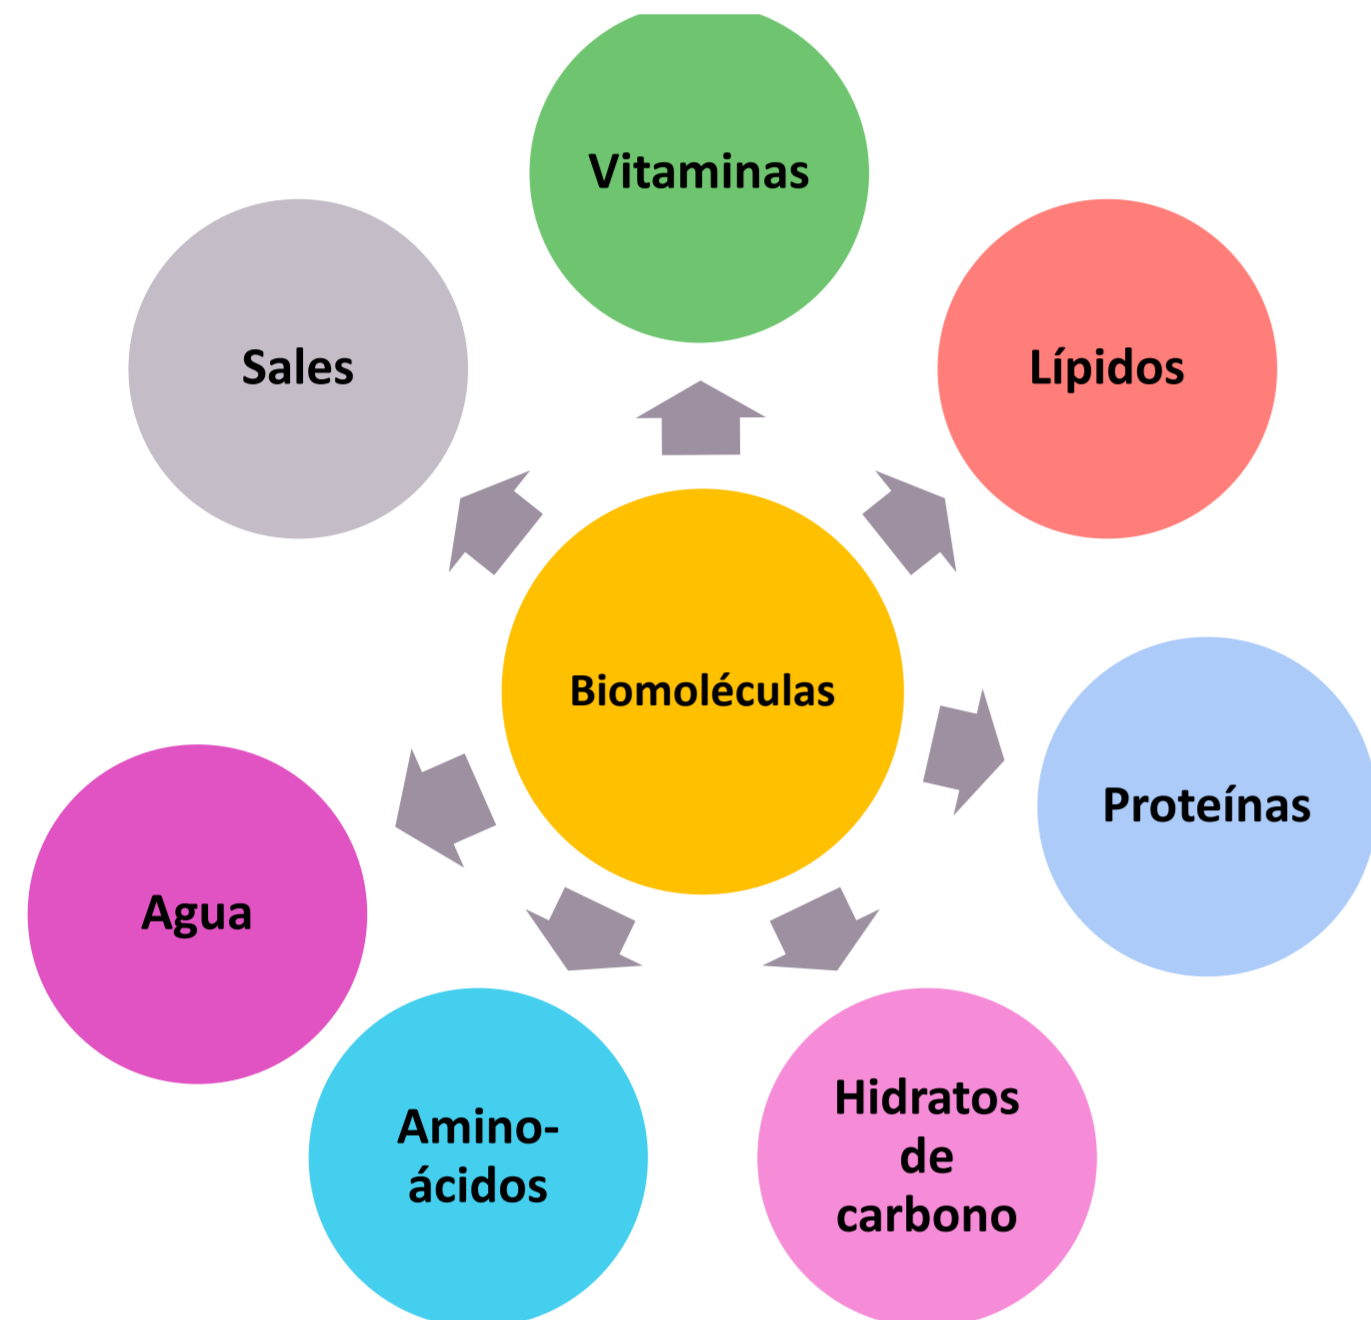 Vitaminas
Sales
Lípidos
Biomoléculas
Proteínas
Agua
Amino-
ácidos
Hidratos
de
carbono